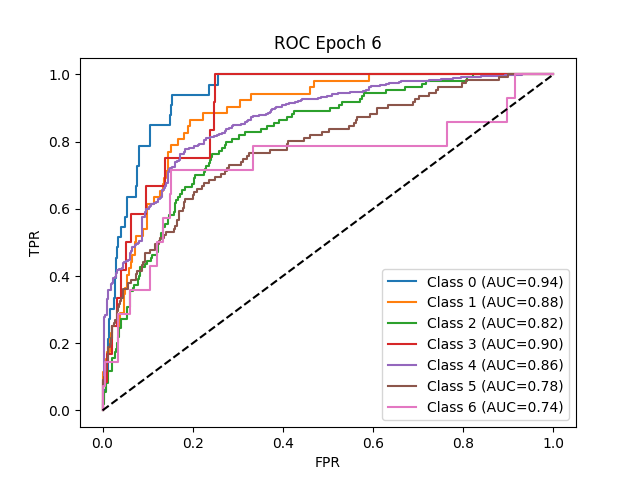 ROC Epoch 6
TPR
1.0
0.8
0.6
0.4
0.2
0.0
0.0 0.2 0.4 0.6 0.8 1.0
FPR
Class 0 (AUC=0.94)
Class 1 (AUC=0.88)
Class 2 (AUC=0.82)
Class 3 (AUC=0.90)
Class 4 (AUC=0.86)
Class 5 (AUC=0.78)
Class 6 (AUC=0.74)